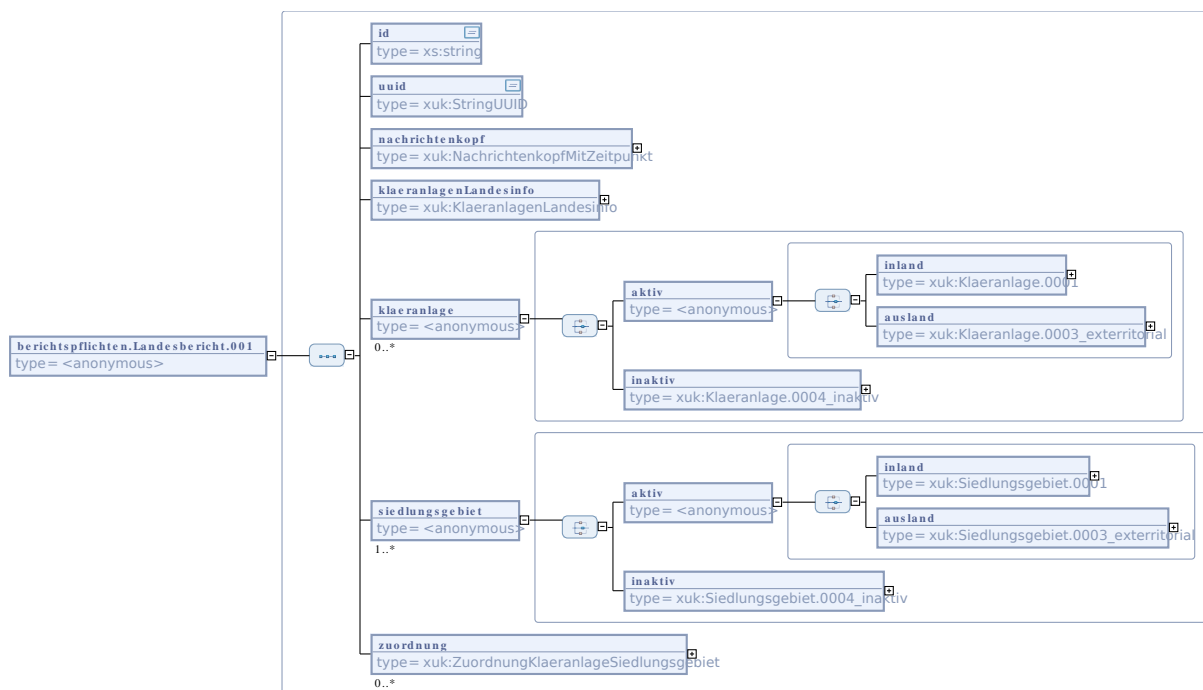 id
type= xs:string
uuid
type= xuk:StringUUID
nachrichtenkopf
type= xuk:NachrichtenkopfMitZeitpunkt
klaeranlagenLandesinfo
type= xuk:KlaeranlagenLandesinfo
berichtspflichten.Landesbericht.001
type= <anonymous>
klaeranlage
type= <anonymous>
0..*
aktiv
type= <anonymous>
inland
type= xuk:Klaeranlage.0001
ausland
type= xuk:Klaeranlage.0003_exterritorial
inaktiv
type= xuk:Klaeranlage.0004_inaktiv
siedlungsgebiet
type= <anonymous>
1..*
aktiv
type= <anonymous>
inland
type= xuk:Siedlungsgebiet.0001
ausland
type= xuk:Siedlungsgebiet.0003_exterritorial
inaktiv
type= xuk:Siedlungsgebiet.0004_inaktiv
zuordnung
type= xuk:ZuordnungKlaeranlageSiedlungsgebiet
0..*